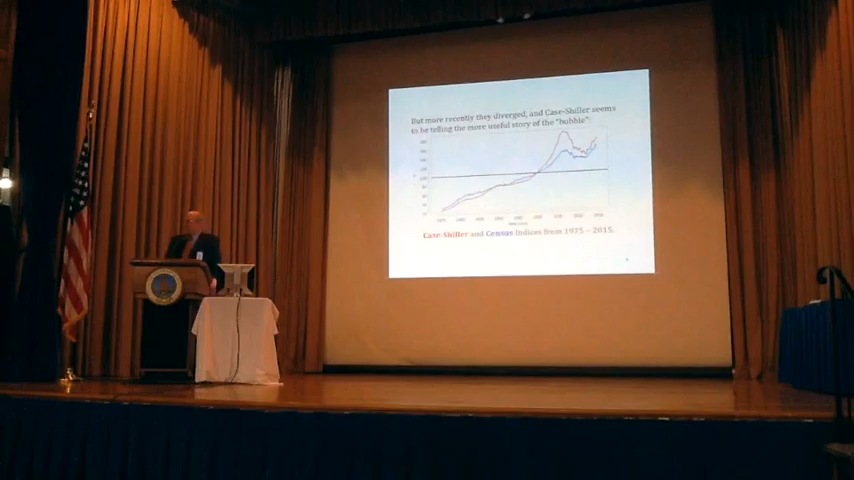 But more recently they diverged, and Case-Shiller seems
to be telling the more useful story of the "bubble":
Case-Shiller and Census Indices from 1975 – 2015.